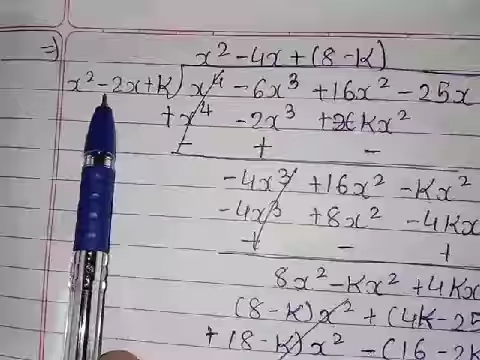 ⇒ x² - 4x + (8 - K)
x² - 2x + K ) x⁴ - 6x³ + 16x² - 25x
+ x⁴ - 2x³ + Kx²
- + -
-4x³ + 16x² - Kx²
-4x³ + 8x² - 4Kx
+ - +
8x² - Kx² + 4Kx
(8 - K)x² + (4K - 25
+ (8 - K)x² - (16 - 2K